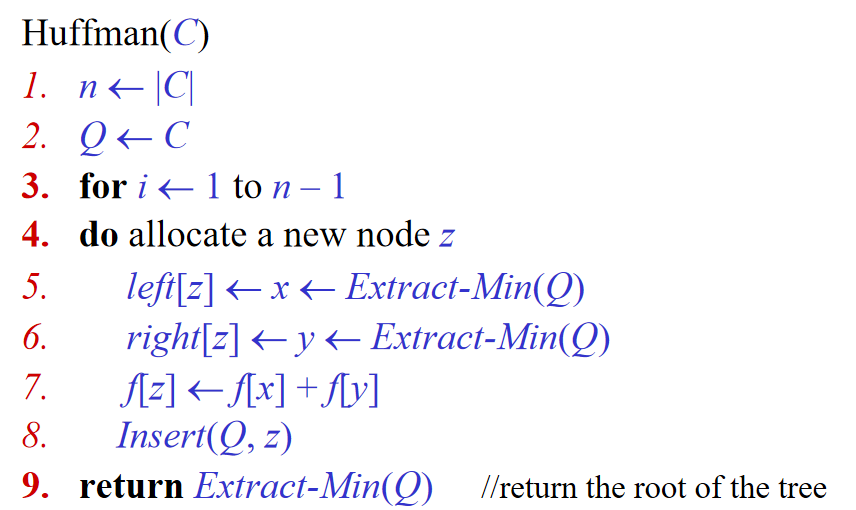 Huffman(C)
1. n ← |C|
2. Q ← C
3. for i ← 1 to n – 1
4. do allocate a new node z
5. left[z] ← x ← Extract-Min(Q)
6. right[z] ← y ← Extract-Min(Q)
7. f[z] ← f[x] + f[y]
8. Insert(Q, z)
9. return Extract-Min(Q) //return the root of the tree